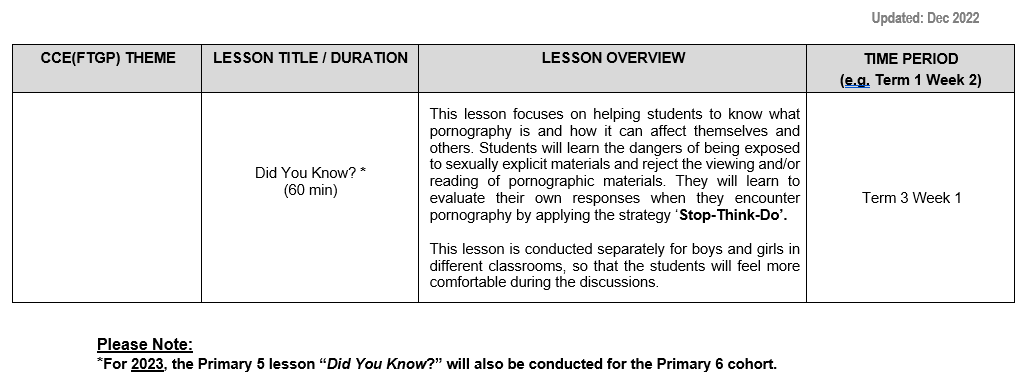 Updated: Dec 2022
CCE(FTGP) THEME
LESSON TITLE / DURATION
LESSON OVERVIEW
TIME PERIOD
(e.g. Term 1 Week 2)
Did You Know? *
(60 min)
This lesson focuses on helping students to know what
pornography is and how it can affect themselves and
others. Students will learn the dangers of being exposed
to sexually explicit materials and reject the viewing and/or
reading of pornographic materials. They will learn to
evaluate their own responses when they encounter
pornography by applying the strategy ‘Stop-Think-Do’.
This lesson is conducted separately for boys and girls in
different classrooms, so that the students will feel more
comfortable during the discussions.
Term 3 Week 1
Please Note:
*For 2023, the Primary 5 lesson “Did You Know?” will also be conducted for the Primary 6 cohort.